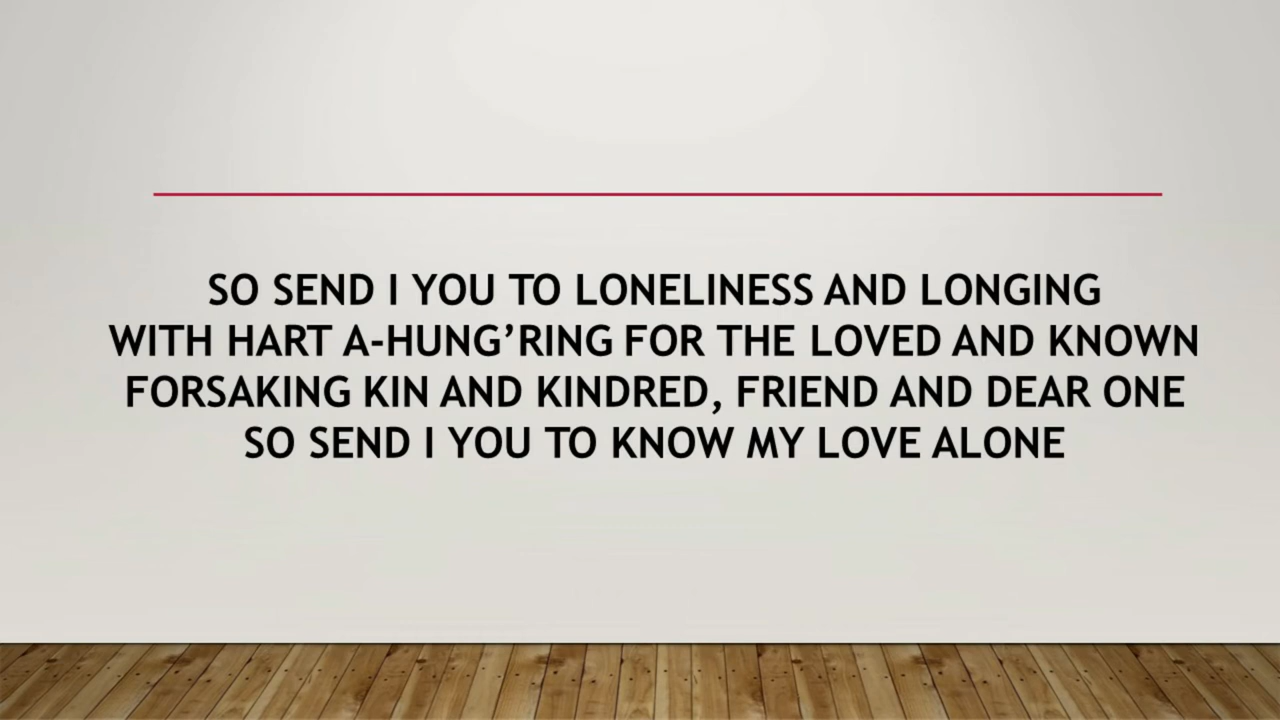 SO SEND I YOU TO LONELINESS AND LONGING
WITH HART A-HUNG’RING FOR THE LOVED AND KNOWN
FORSAKING KIN AND KINDRED, FRIEND AND DEAR ONE
SO SEND I YOU TO KNOW MY LOVE ALONE